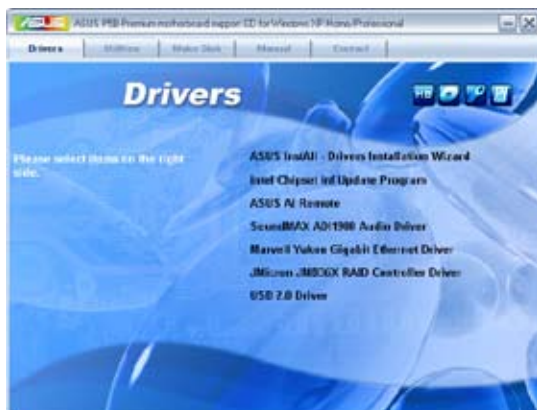 ASUS P5B Premium motherboard support CD for Windows XP Home/Professional
Drivers Utilities Make Disk Manual Contact
Drivers
Please select items on the right side.
ASUS InstAll - Drivers Installation Wizard
Intel Chipset Inf Update Program
ASUS AI Remote
SoundMAX ADI1988 Audio Driver
Marvell Yukon Gigabit Ethernet Driver
JMicron JMB36X RAID Controller Driver
USB 2.0 Driver